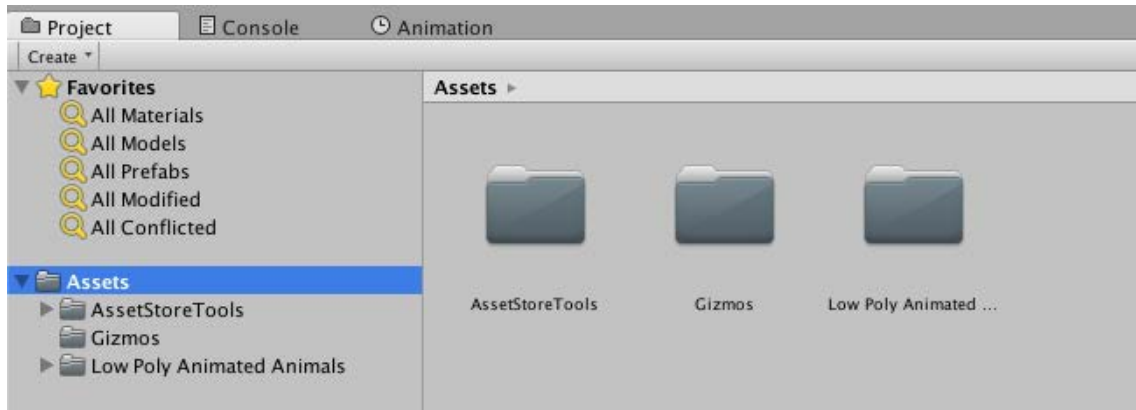 Project
Console
Animation
Create
Favorites
All Materials
All Models
All Prefabs
All Modified
All Conflicted
Assets
AssetStoreTools
Gizmos
Low Poly Animated Animals
Assets
AssetStoreTools
Gizmos
Low Poly Animated ...